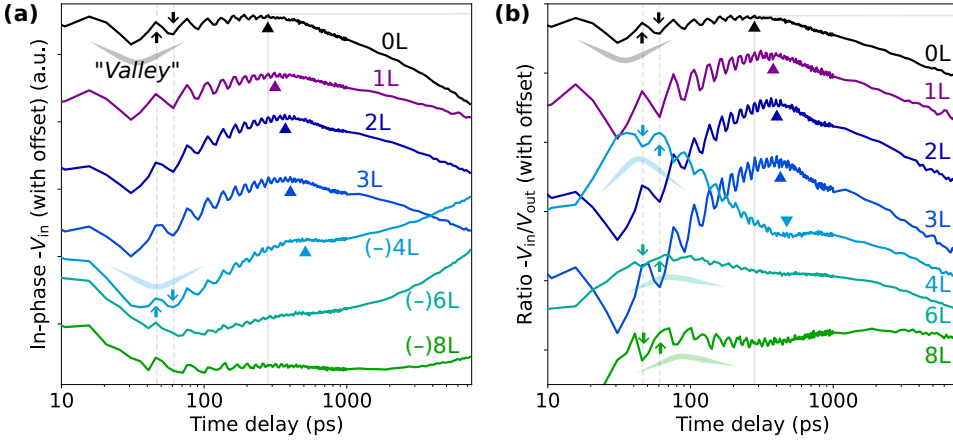 (a)
In-phase -V_in (with offset) (a.u.)
"Valley"
0L
1L
2L
3L
(–)4L
(–)6L
(–)8L
10
100
1000
Time delay (ps)
(b)
Ratio -V_in/V_out (with offset)
0L
1L
2L
3L
4L
6L
8L
10
100
1000
Time delay (ps)